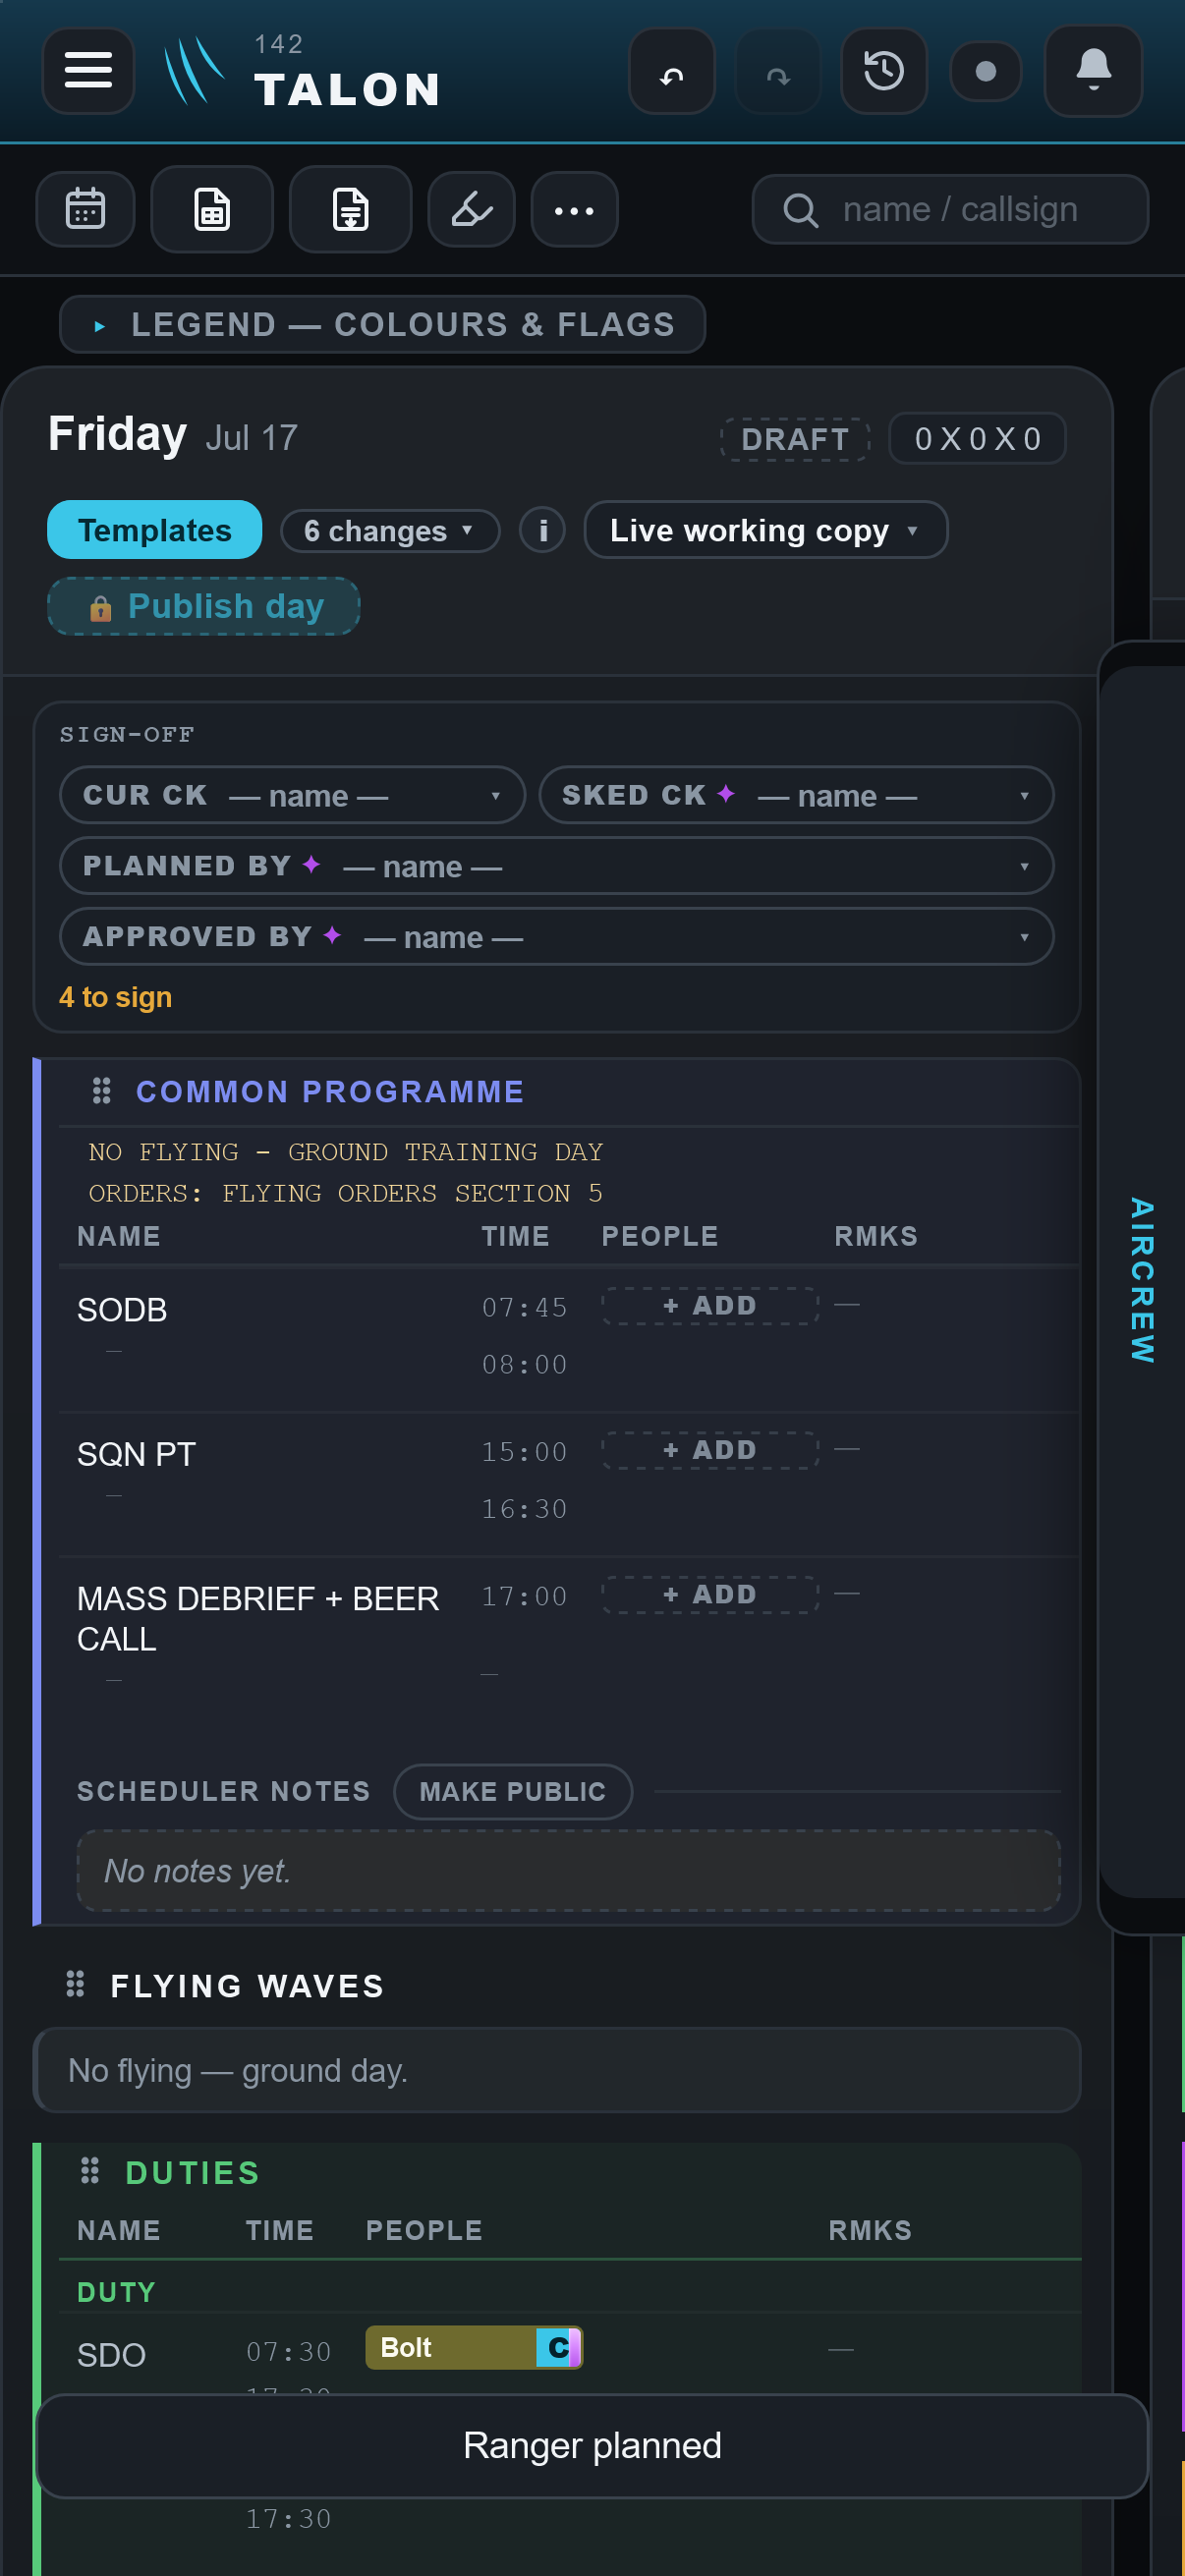 142
TALON
name / callsign
LEGEND — COLOURS & FLAGS
Friday Jul 17 DRAFT 0 X 0 X 0
Templates 6 changes i Live working copy
Publish day
SIGN-OFF
CUR CK — name — SKED CK — name —
PLANNED BY — name —
APPROVED BY — name —
4 to sign
COMMON PROGRAMME
NO FLYING - GROUND TRAINING DAY
ORDERS: FLYING ORDERS SECTION 5
NAME TIME PEOPLE RMKS
SODB 07:45 + ADD —
— 08:00
SQN PT 15:00 + ADD —
— 16:30
MASS DEBRIEF + BEER 17:00 + ADD —
CALL
— —
SCHEDULER NOTES MAKE PUBLIC
No notes yet.
AIRCREW
FLYING WAVES
No flying — ground day.
DUTIES
NAME TIME PEOPLE RMKS
DUTY
SDO 07:30 Bolt C —
Ranger planned
17:30